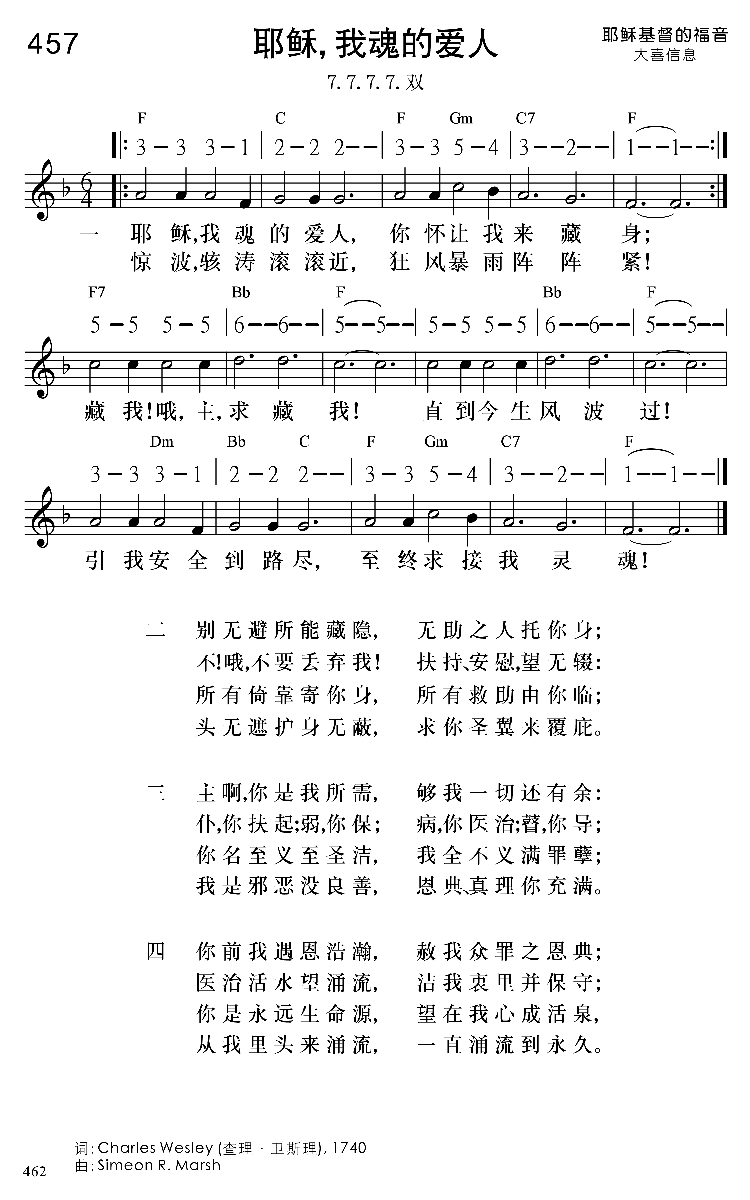 457
耶稣,我魂的爱人
耶稣基督的福音
大喜信息
7.7.7.7.双
F C F Gm C7 F
3－3 3－1 2－2 2－－ 3－3 5－4 3－－2－－ 1－－1－－
6
4
一 耶稣,我魂的爱人, 你怀让我来藏身;
惊波,骇涛滚滚近, 狂风暴雨阵阵紧!
F7 Bb F Bb F
5－5 5－5 6－－6－－ 5－－5－－ 5－5 5－5 6－－6－－ 5－－5－－
藏我!哦,主,求藏我! 直到今生风波过!
Dm Bb C F Gm C7 F
3－3 3－1 2－2 2－－ 3－3 5－4 3－－2－－ 1－－1－－
引我安全到路尽, 至终求接我灵魂!
二 别无避所能藏隐, 无助之人托你身;
不!哦,不要丢弃我! 扶持、安慰,望无辍:
所有倚靠寄你身, 所有救助由你临;
头无遮护身无蔽, 求你圣翼来覆庇。
三 主啊,你是我所需, 够我一切还有余:
仆,你扶起;弱,你保; 病,你医治;瞽,你导;
你名至义至圣洁, 我全不义满罪孽;
我是邪恶没良善, 恩典、真理你充满。
四 你前我遇恩浩瀚, 赦我众罪之恩典;
医治活水望涌流, 洁我衷里并保守;
你是永远生命源, 望在我心成活泉,
从我里头来涌流, 一直涌流到永久。
词: Charles Wesley (查理·卫斯理), 1740
曲: Simeon R. Marsh
462